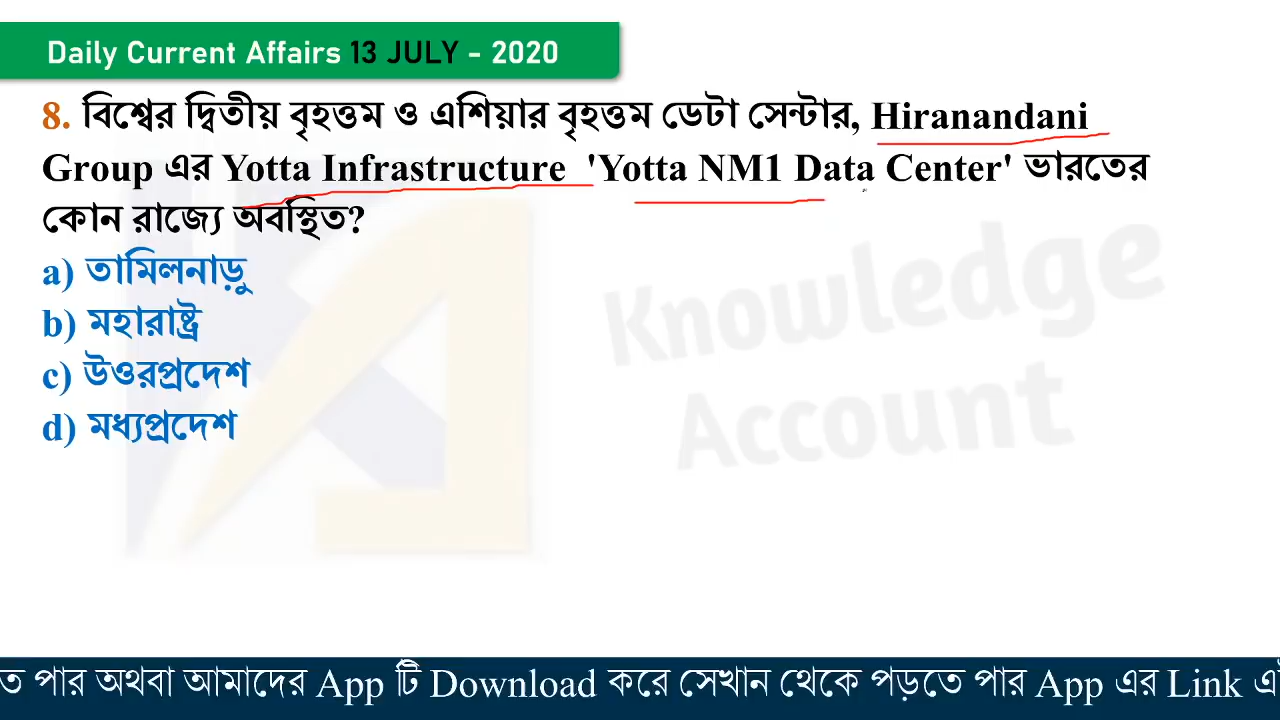 Daily Current Affairs 13 JULY - 2020
8. বিশ্বের দ্বিতীয় বৃহত্তম ও এশিয়ার বৃহত্তম ডেটা সেন্টার, Hiranandani
Group এর Yotta Infrastructure 'Yotta NM1 Data Center' ভারতের
কোন রাজ্যে অবস্থিত?
a) তামিলনাড়ু
b) মহারাষ্ট্র
c) উওরপ্রদেশ
d) মধ্যপ্রদেশ
Knowledge
Account
ত পার অথবা আমাদের App টি Download করে সেখান থেকে পড়তে পার App এর Link এ